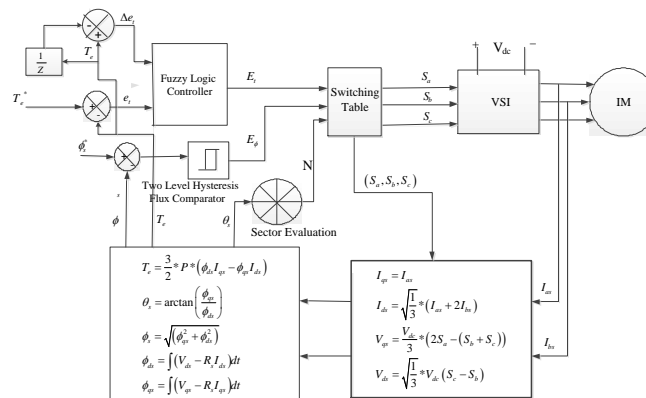 Δe_t
+ V_dc −
T_e
1/Z
Fuzzy Logic
Controller
E_t
Switching
Table
S_a
S_b
S_c
VSI
IM
T_e*
e_t
E_ϕ
ϕ_s*
N
Two Level Hysteresis
Flux Comparator
(S_a, S_b, S_c)
s
ϕ
T_e
θ_s
Sector Evaluation
T_e = 3/2 * P * (ϕ_ds I_qs − ϕ_qs I_ds)
θ_s = arctan(ϕ_qs/ϕ_ds)
ϕ_s = √(ϕ_qs^2 + ϕ_ds^2)
ϕ_ds = ∫(V_ds − R_s I_ds)dt
ϕ_qs = ∫(V_qs − R_s I_qs)dt
I_qs = I_as
I_ds = √(1/3) * (I_as + 2I_bs)
V_qs = V_dc/3 * (2S_a − (S_b + S_c))
V_ds = √(1/3) * V_dc (S_c − S_b)
I_as
I_bs